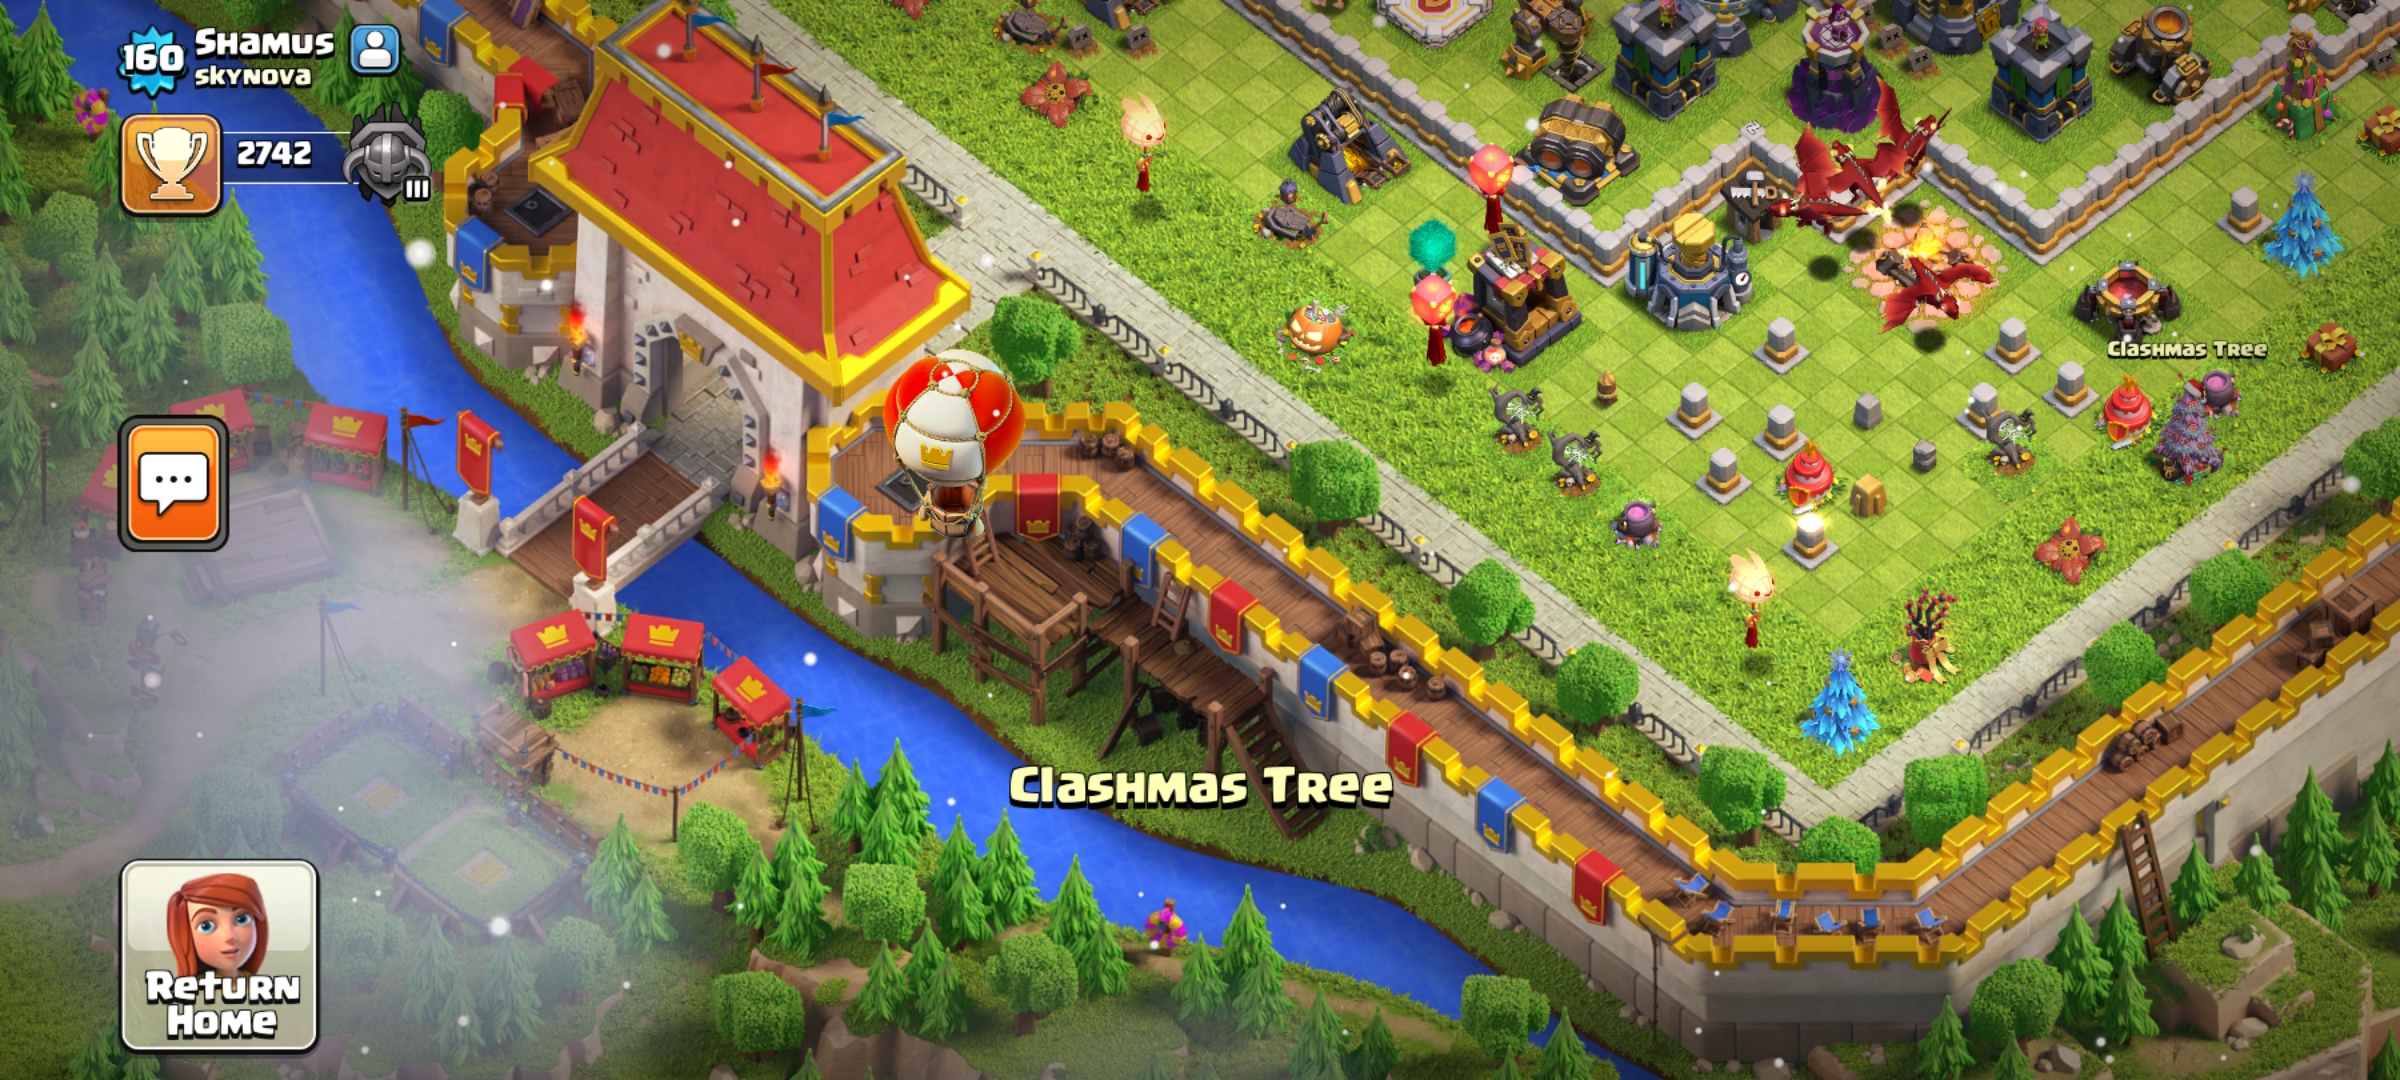 160
Shamus
skynova
2742
III
Clashmas Tree
Clashmas Tree
Return
Home